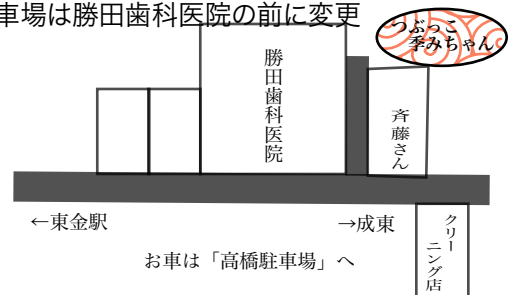 車場は勝田歯科医院の前に変更
つぶっこ
季みちゃん
勝田歯科医院
斉藤さん
←東金駅
→成東
クリー
ニング店
お車は「高橋駐車場」へ